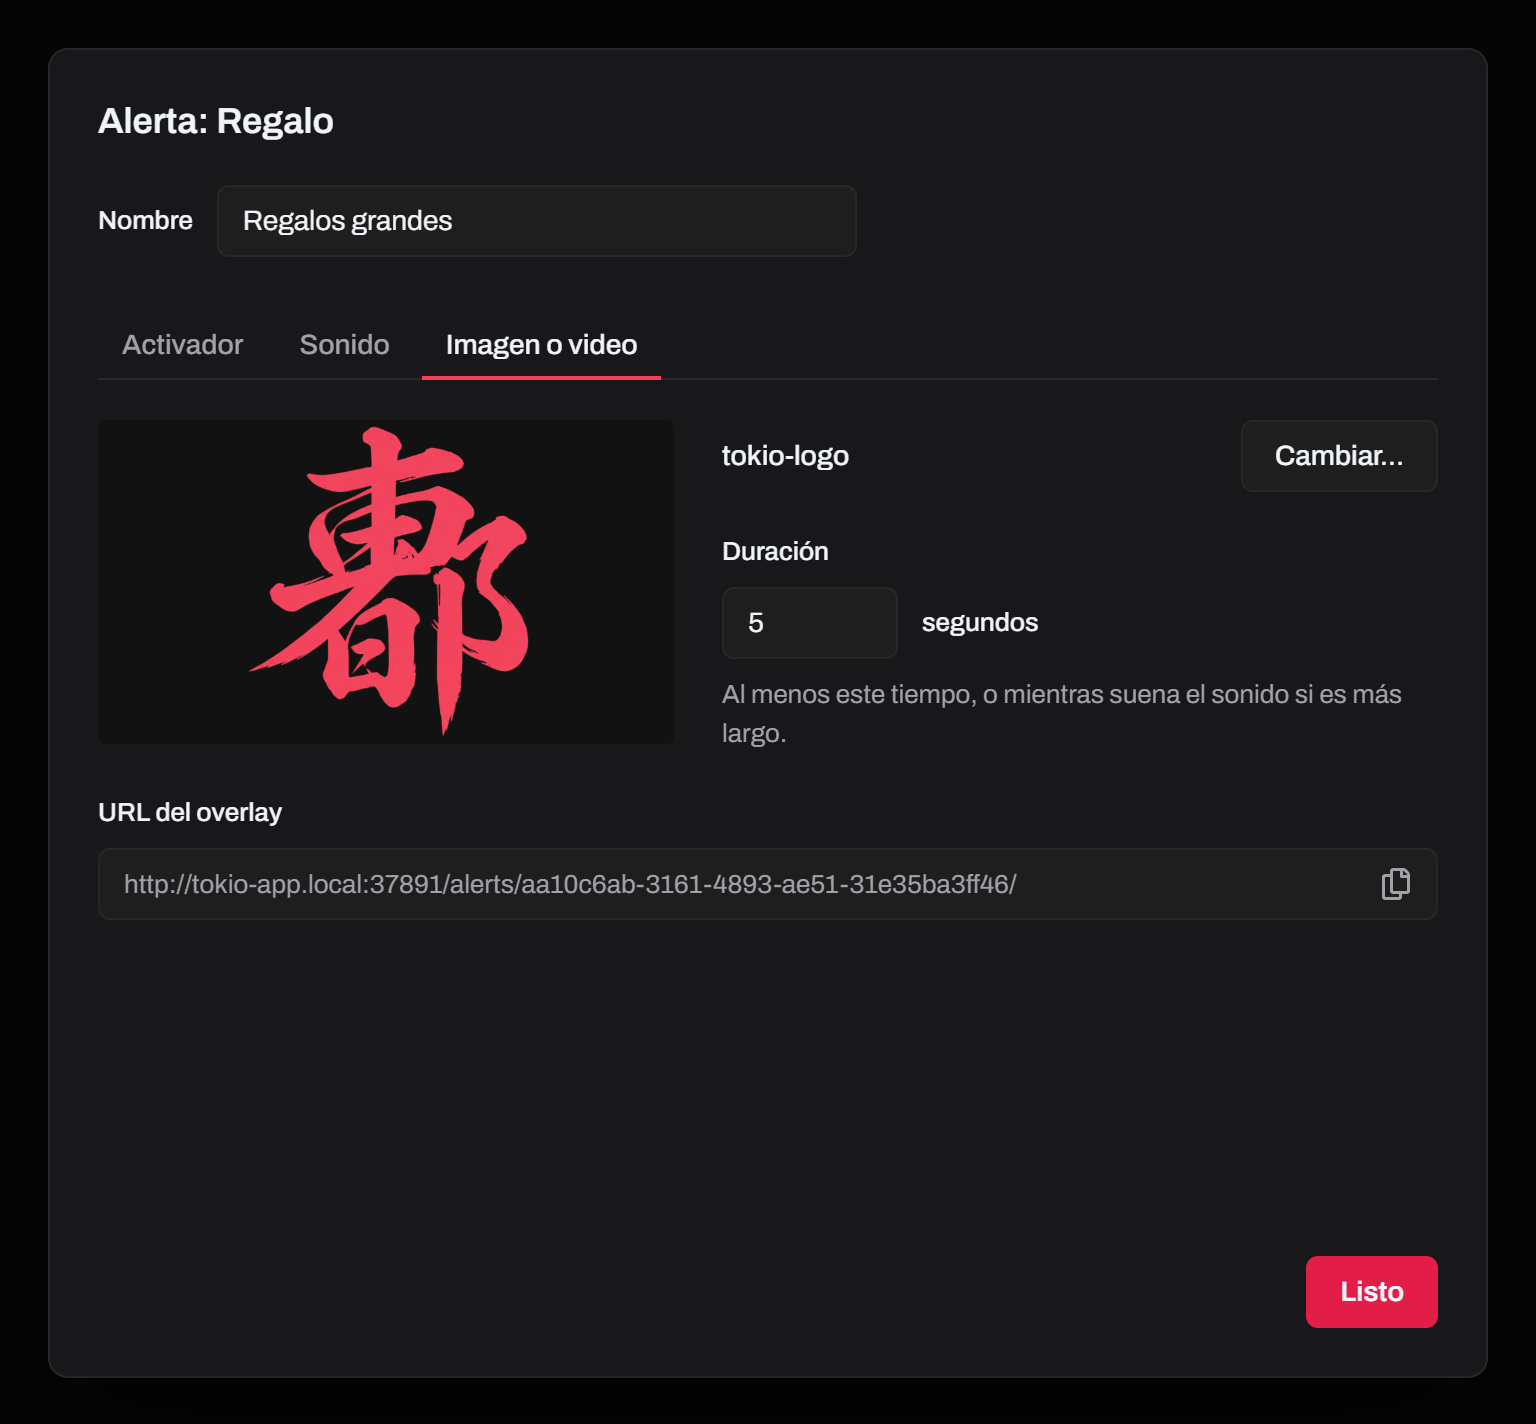 Alerta: Regalo
Nombre
Regalos grandes
Activador
Sonido
Imagen o video
都
tokio-logo
Cambiar...
Duración
5
segundos
Al menos este tiempo, o mientras suena el sonido si es más
largo.
URL del overlay
http://tokio-app.local:37891/alerts/aa10c6ab-3161-4893-ae51-31e35ba3ff46/
Listo